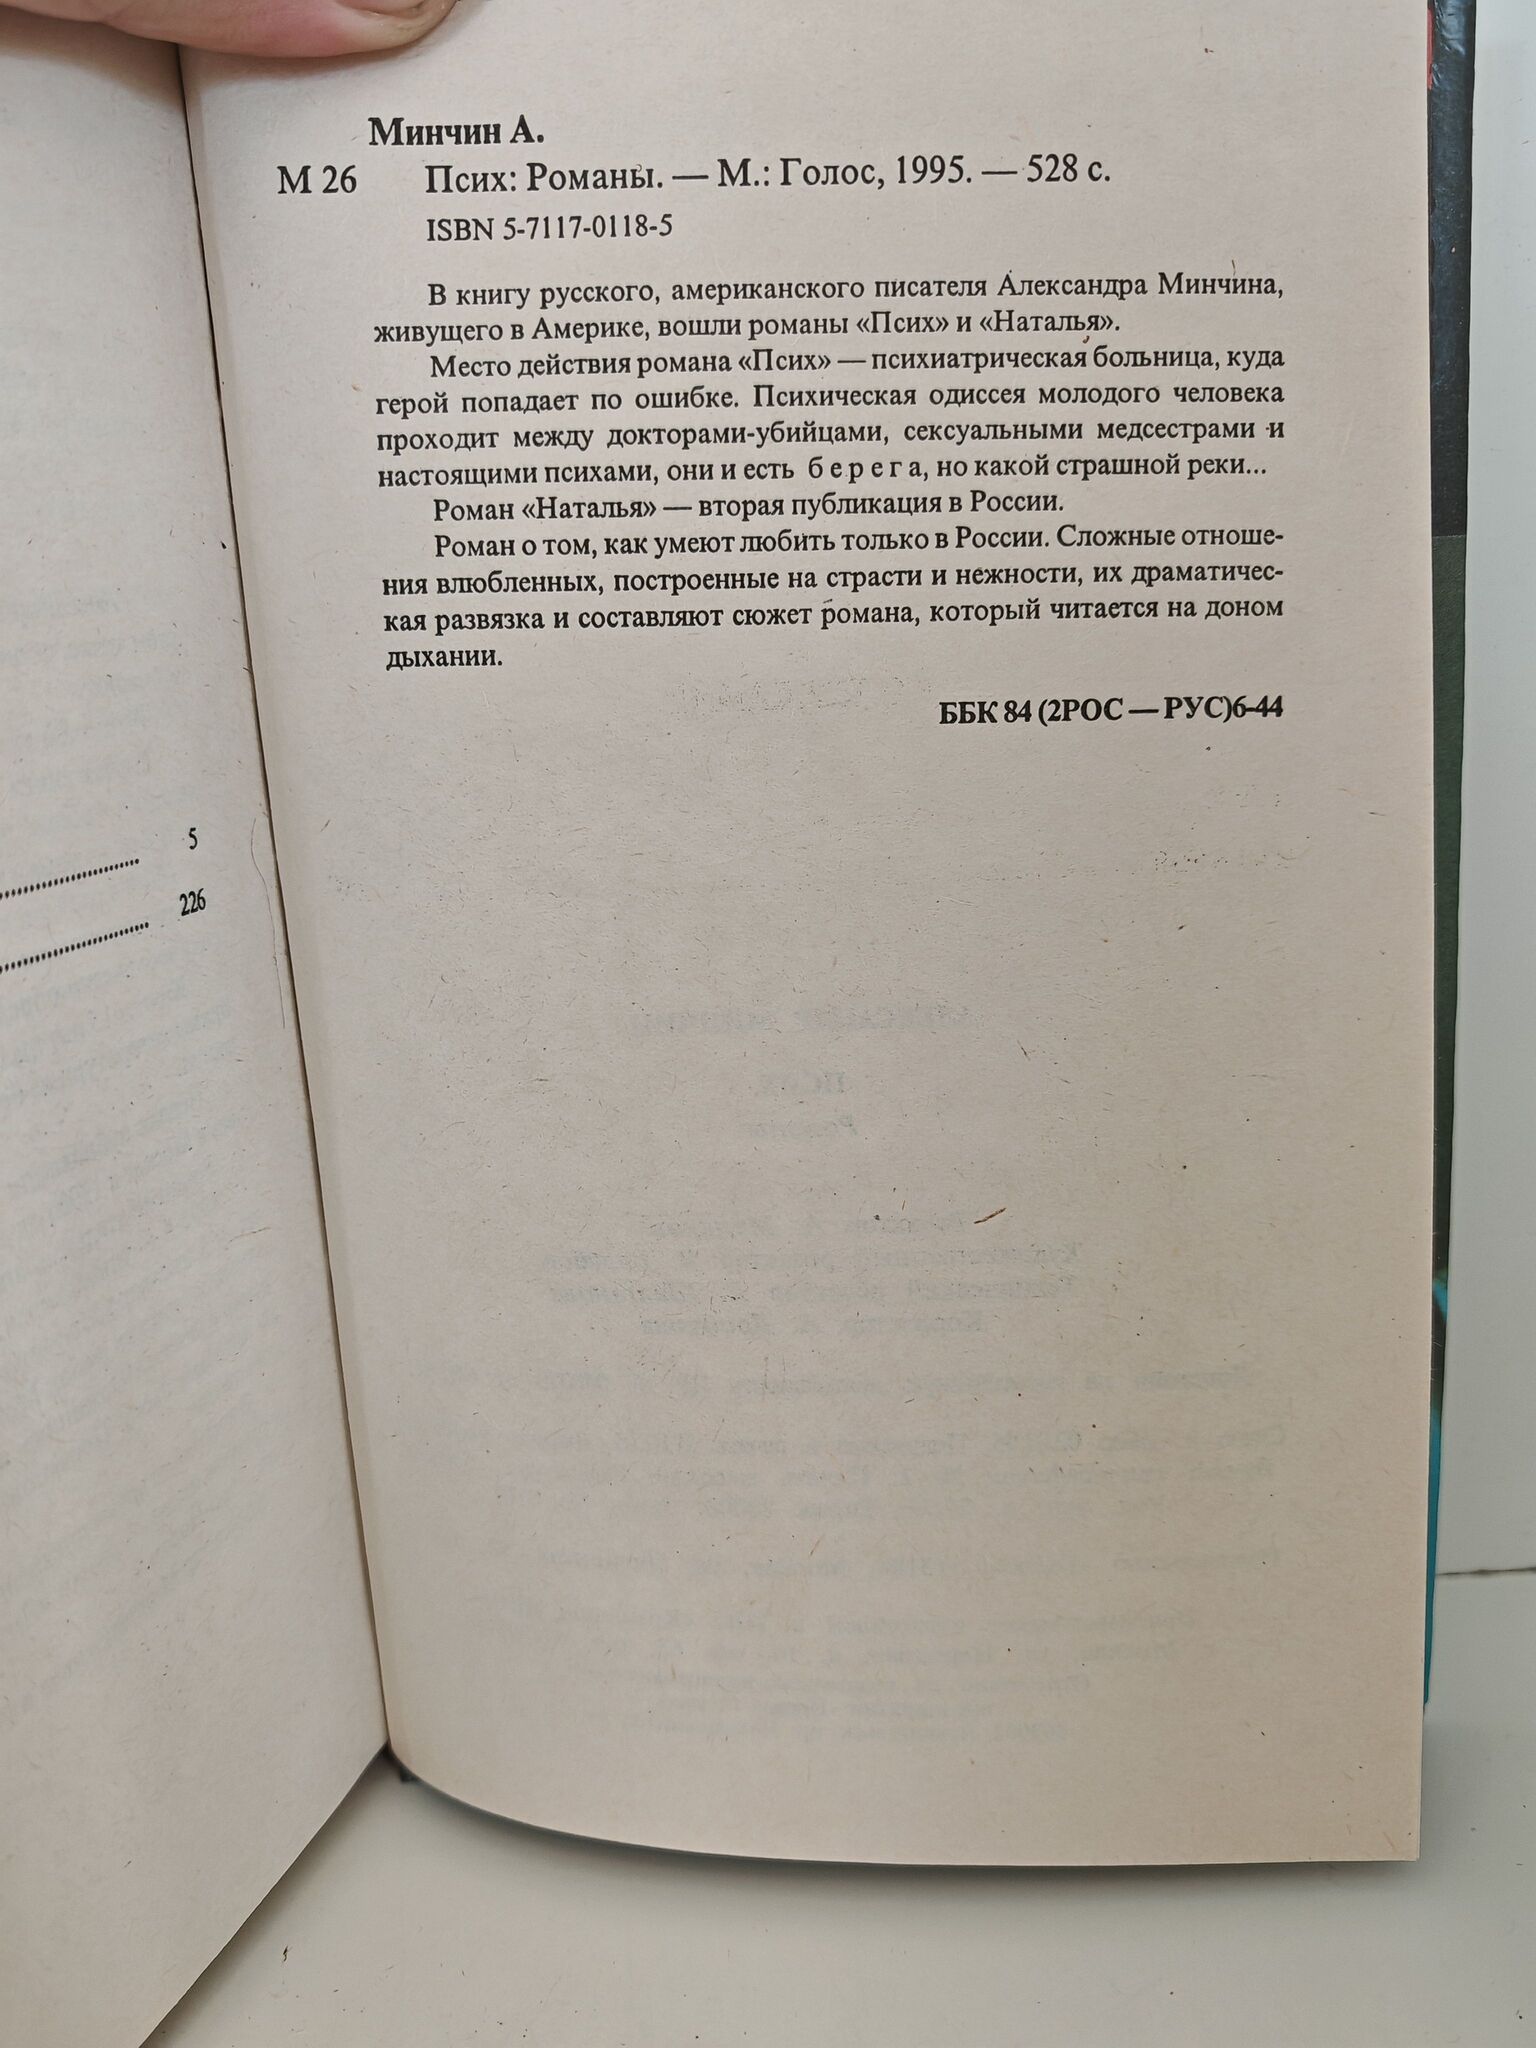 5
226
Минчин А.
М 26 Псих: Романы. — М.: Голос, 1995. — 528 с.
ISBN 5-7117-0118-5
В книгу русского, американского писателя Александра Минчина,
живущего в Америке, вошли романы «Псих» и «Наталья».
Место действия романа «Псих» — психиатрическая больница, куда
герой попадает по ошибке. Психическая одиссея молодого человека
проходит между докторами-убийцами, сексуальными медсестрами и
настоящими психами, они и есть б е р е г а, но какой страшной реки...
Роман «Наталья» — вторая публикация в России.
Роман о том, как умеют любить только в России. Сложные отноше-
ния влюбленных, построенные на страсти и нежности, их драматичес-
кая развязка и составляют сюжет романа, который читается на доном
дыхании.
ББК 84 (2РОС — РУС)6-44